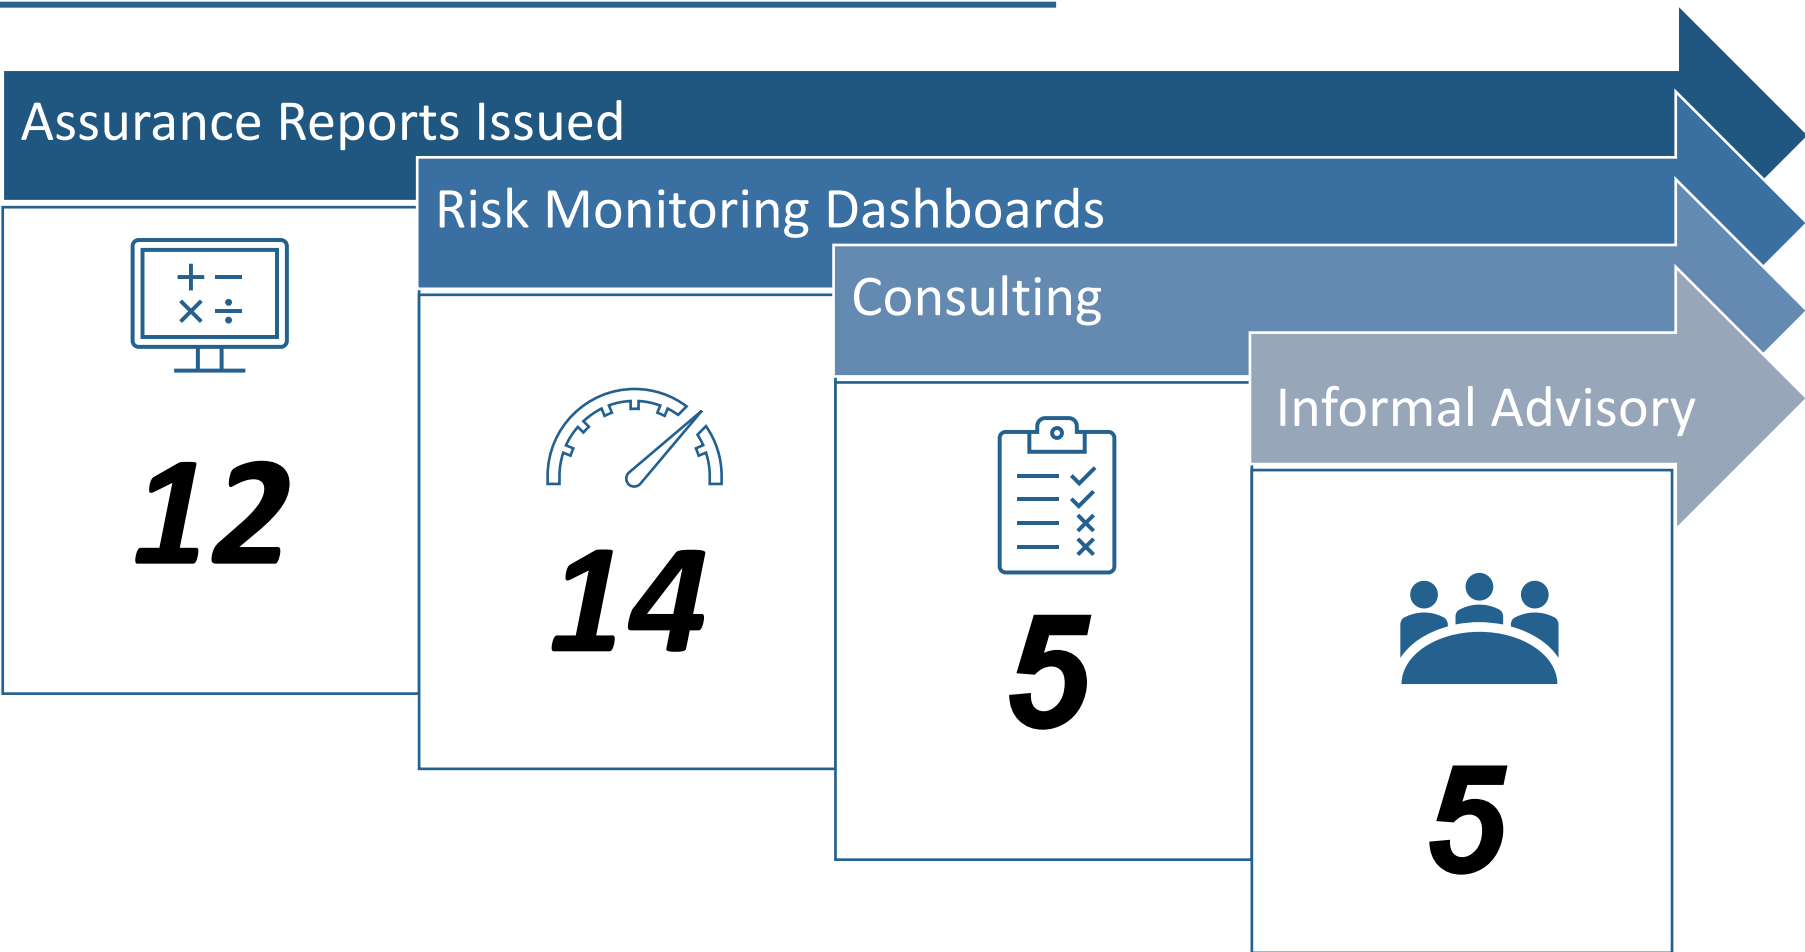 Assurance Reports Issued
Risk Monitoring Dashboards
Consulting
Informal Advisory
12
14
5
5